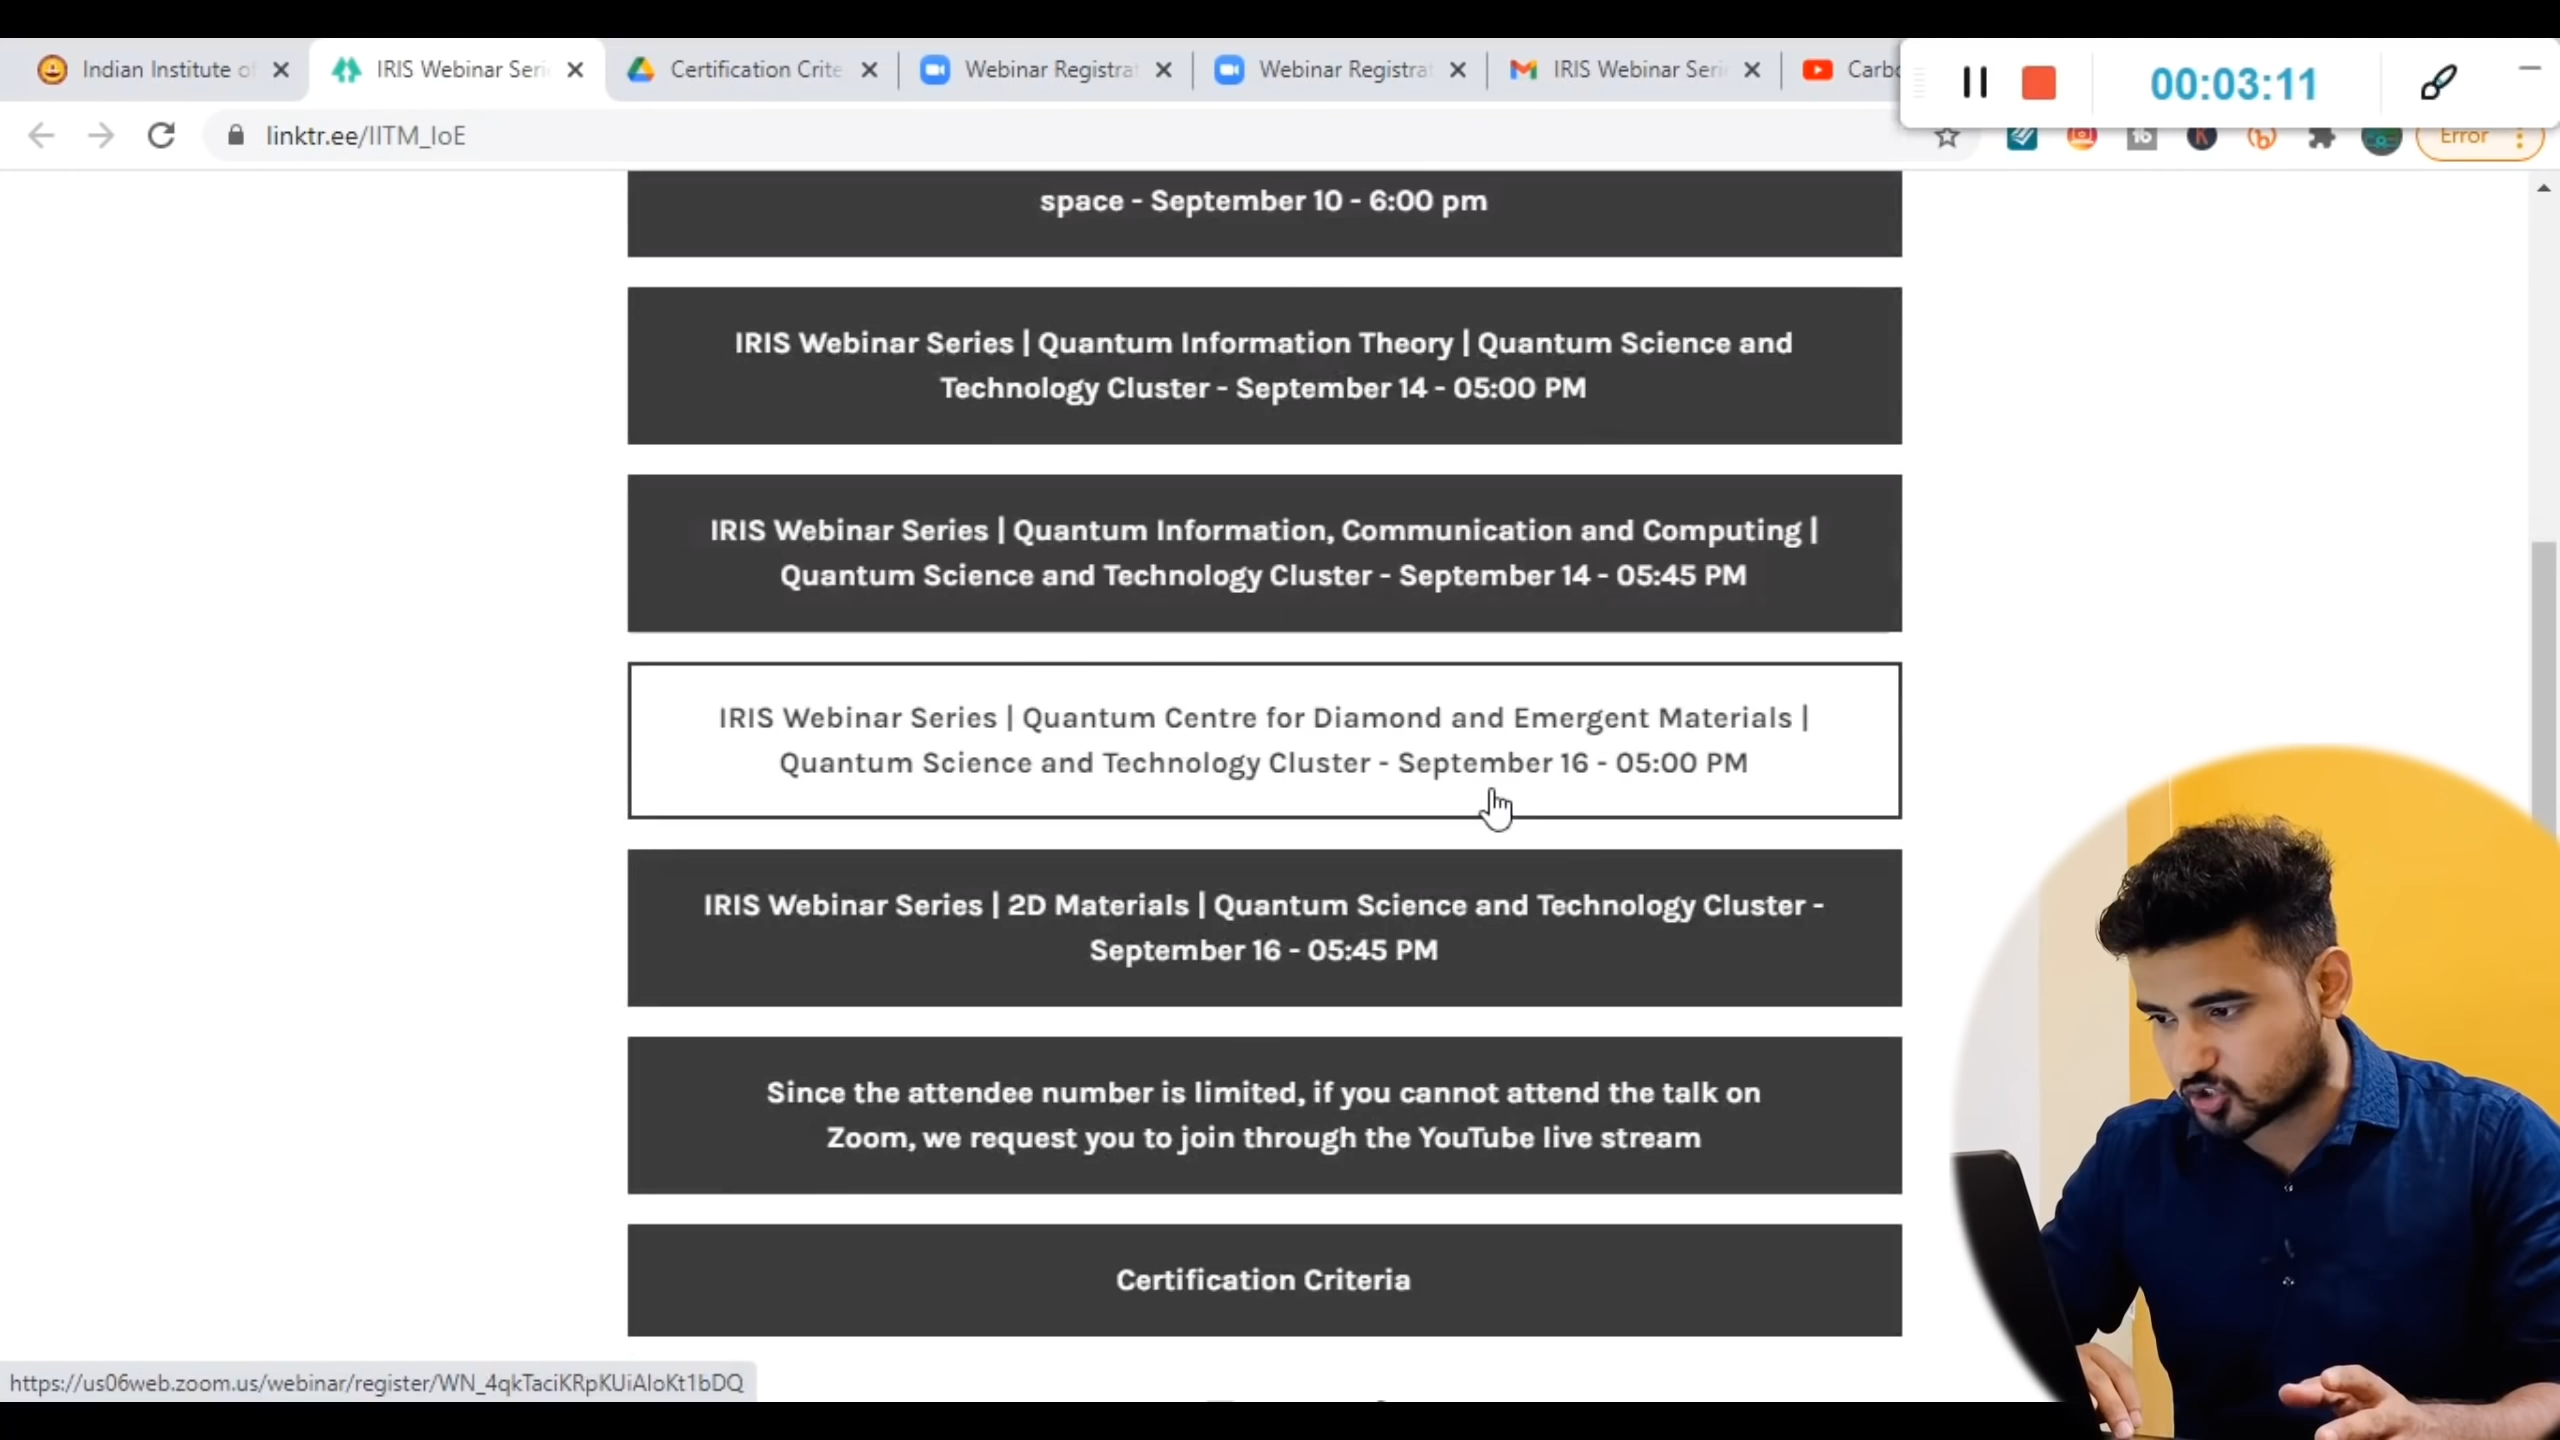 Indian Institute of
IRIS Webinar Seri
Certification Crite
Webinar Registrat
Webinar Registrat
IRIS Webinar Seri
Carbo
00:03:11
linktr.ee/IITM_IoE
Error
space - September 10 - 6:00 pm
IRIS Webinar Series | Quantum Information Theory | Quantum Science and
Technology Cluster - September 14 - 05:00 PM
IRIS Webinar Series | Quantum Information, Communication and Computing |
Quantum Science and Technology Cluster - September 14 - 05:45 PM
IRIS Webinar Series | Quantum Centre for Diamond and Emergent Materials |
Quantum Science and Technology Cluster - September 16 - 05:00 PM
IRIS Webinar Series | 2D Materials | Quantum Science and Technology Cluster -
September 16 - 05:45 PM
Since the attendee number is limited, if you cannot attend the talk on
Zoom, we request you to join through the YouTube live stream
Certification Criteria
https://us06web.zoom.us/webinar/register/WN_4qkTaciKRpKUiAloKt1bDQ